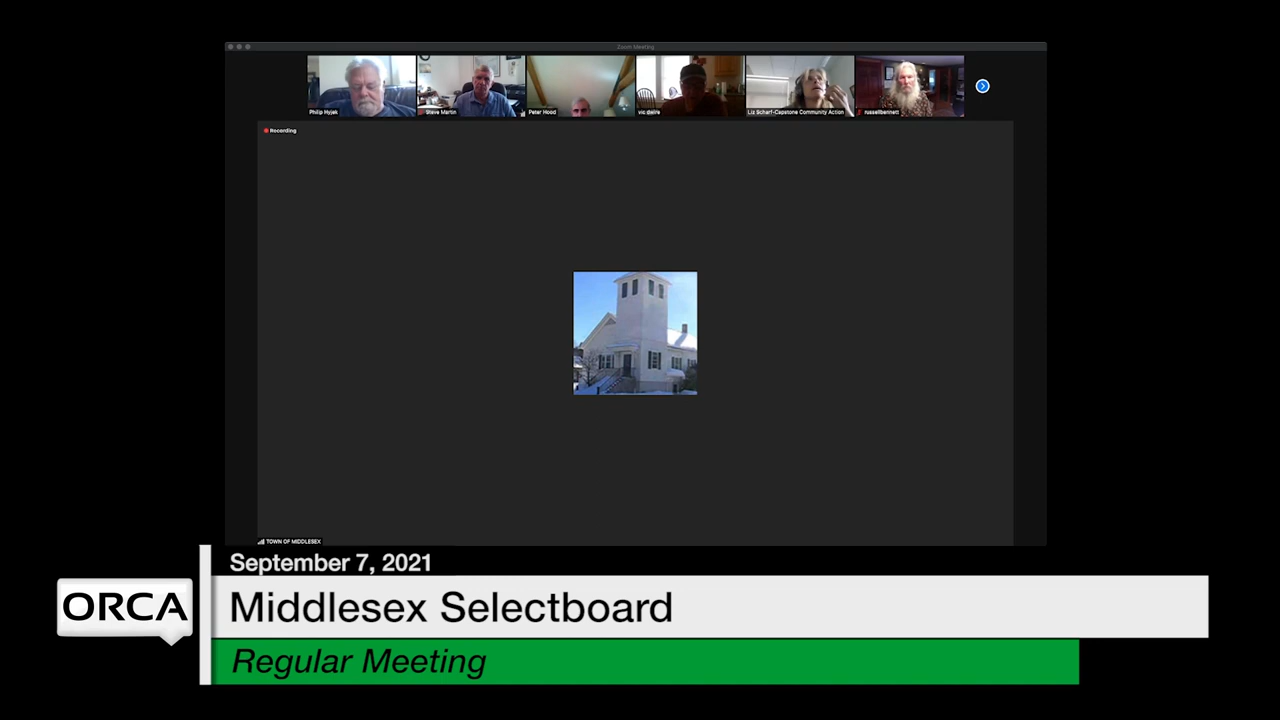 Zoom Meeting
Philip Hyjek
Steve Martin
Peter Hood
vic dwire
Liz Scharf-Capstone Community Action
russellbennett
Recording
TOWN OF MIDDLESEX
September 7, 2021
ORCA
Middlesex Selectboard
Regular Meeting